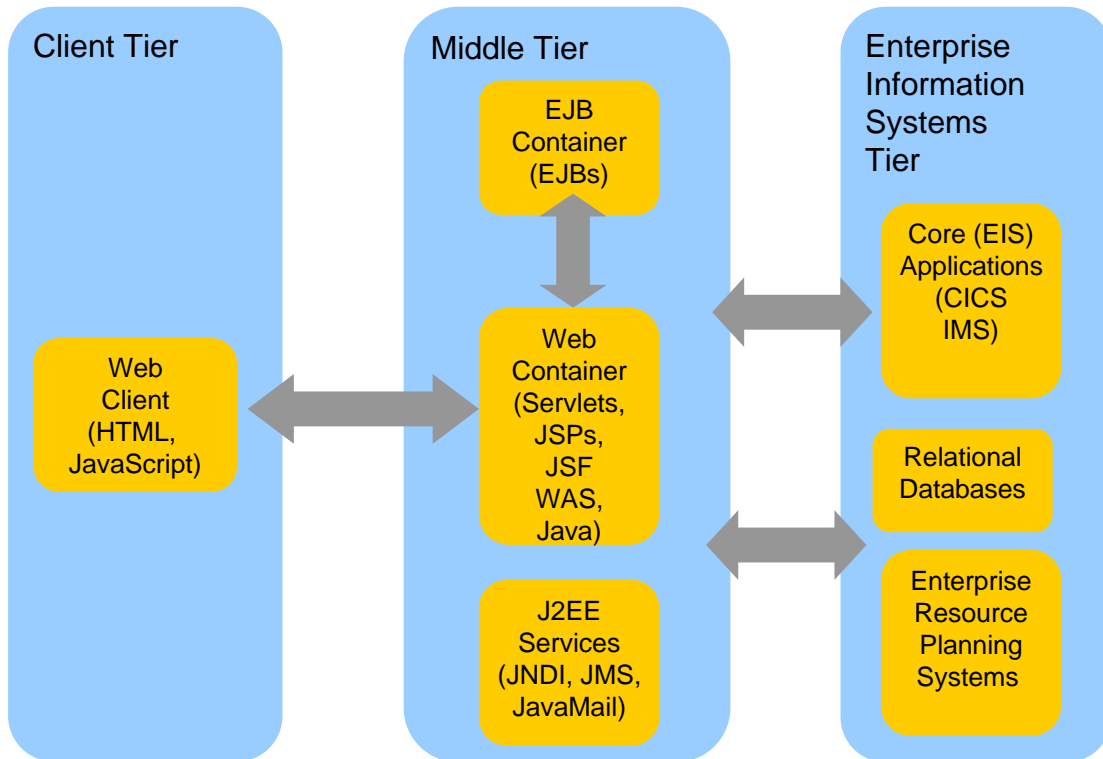 Client Tier
Web
Client
(HTML,
JavaScript)
Middle Tier
EJB
Container
(EJBs)
Web
Container
(Servlets,
JSPs,
JSF
WAS,
Java)
J2EE
Services
(JNDI, JMS,
JavaMail)
Enterprise
Information
Systems
Tier
Core (EIS)
Applications
(CICS
IMS)
Relational
Databases
Enterprise
Resource
Planning
Systems